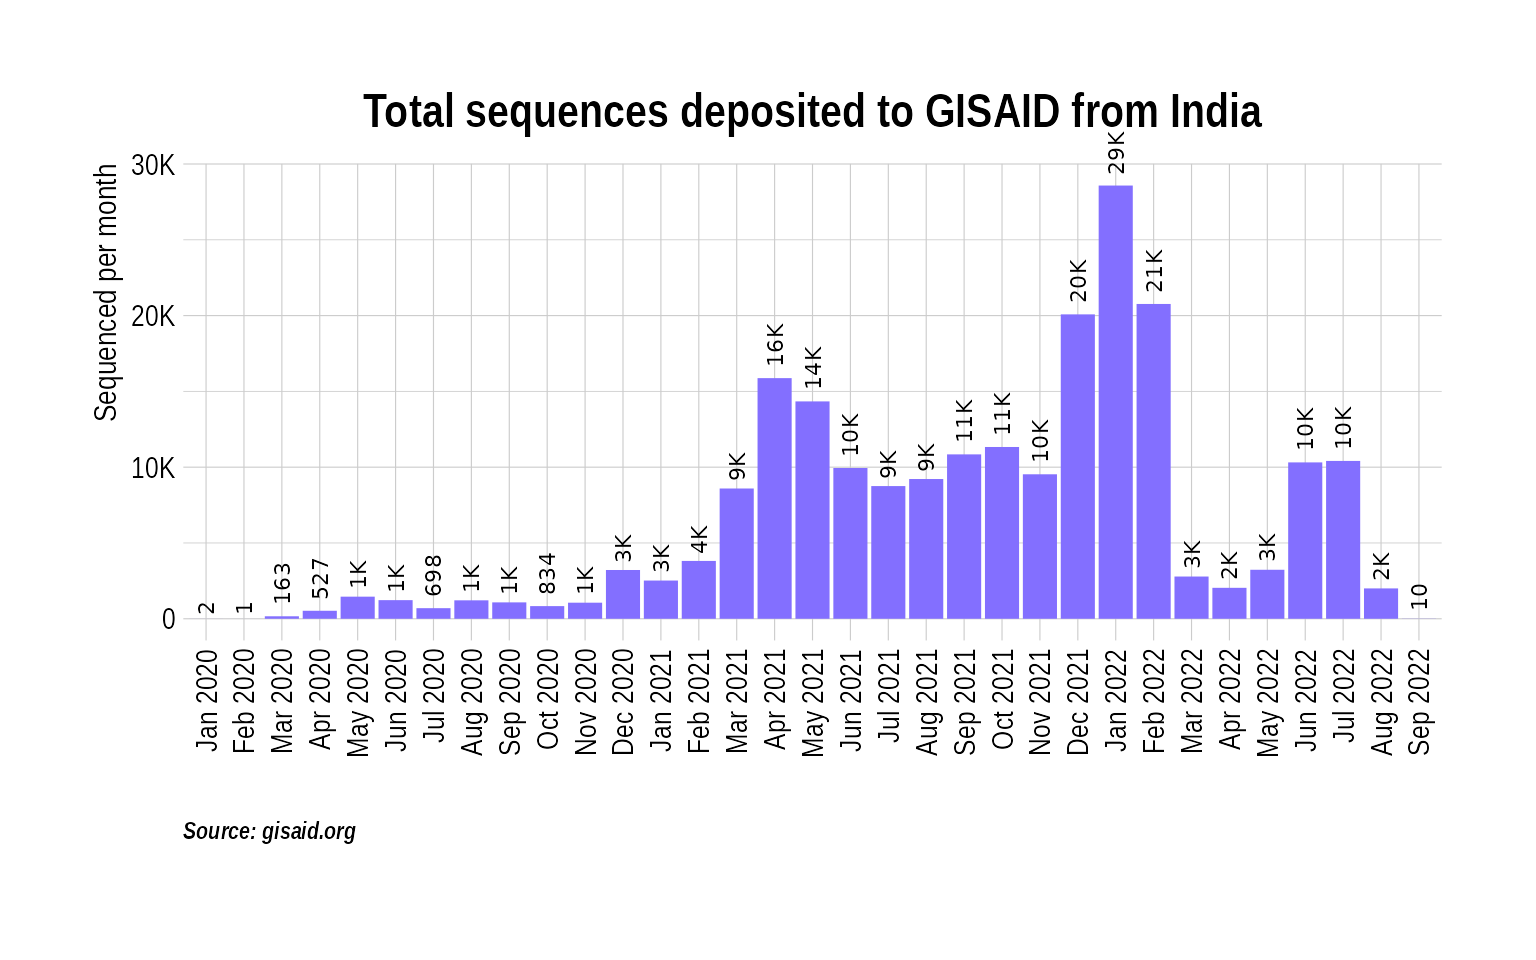 Total sequences deposited to GISAID from India
Sequenced per month
30K
20K
10K
0
2
1
163
527
1K
1K
698
1K
1K
834
1K
3K
3K
4K
9K
16K
14K
10K
9K
9K
11K
11K
10K
20K
29K
21K
3K
2K
3K
10K
10K
2K
10
Jan 2020
Feb 2020
Mar 2020
Apr 2020
May 2020
Jun 2020
Jul 2020
Aug 2020
Sep 2020
Oct 2020
Nov 2020
Dec 2020
Jan 2021
Feb 2021
Mar 2021
Apr 2021
May 2021
Jun 2021
Jul 2021
Aug 2021
Sep 2021
Oct 2021
Nov 2021
Dec 2021
Jan 2022
Feb 2022
Mar 2022
Apr 2022
May 2022
Jun 2022
Jul 2022
Aug 2022
Sep 2022
Source: gisaid.org